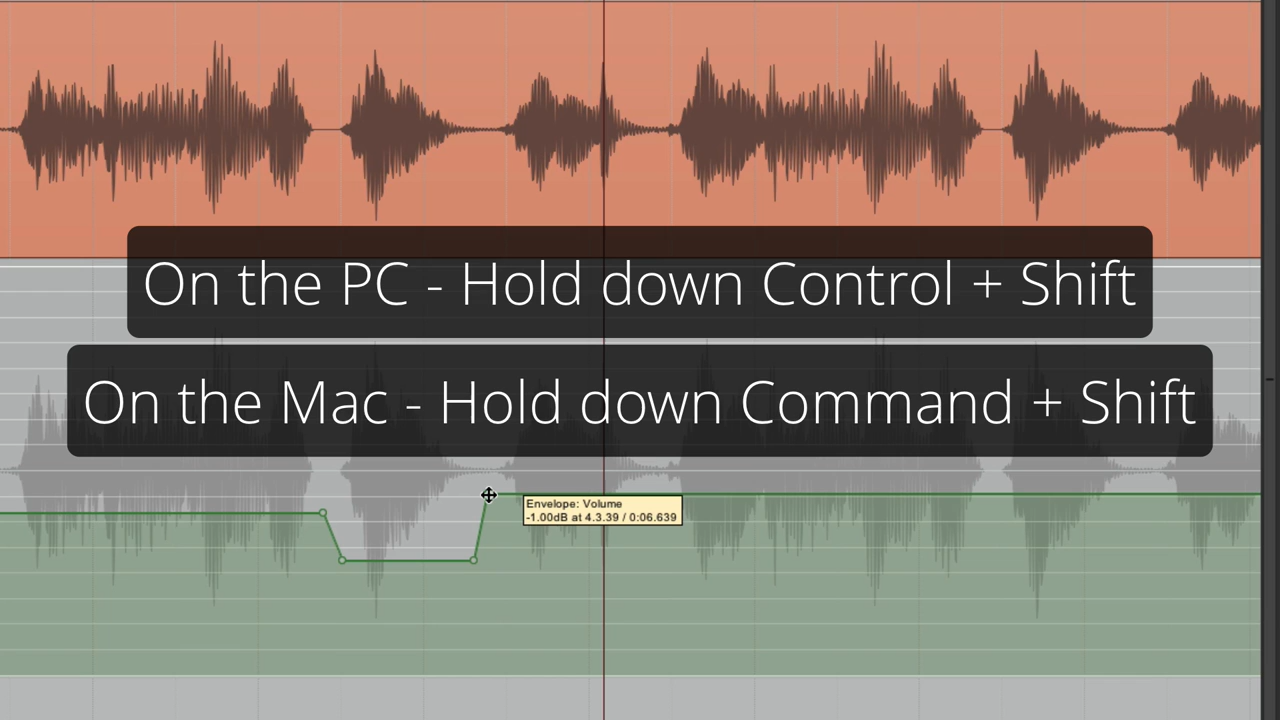 On the PC - Hold down Control + Shift
On the Mac - Hold down Command + Shift
Envelope: Volume
-1.00dB at 4.3.39 / 0:06.639